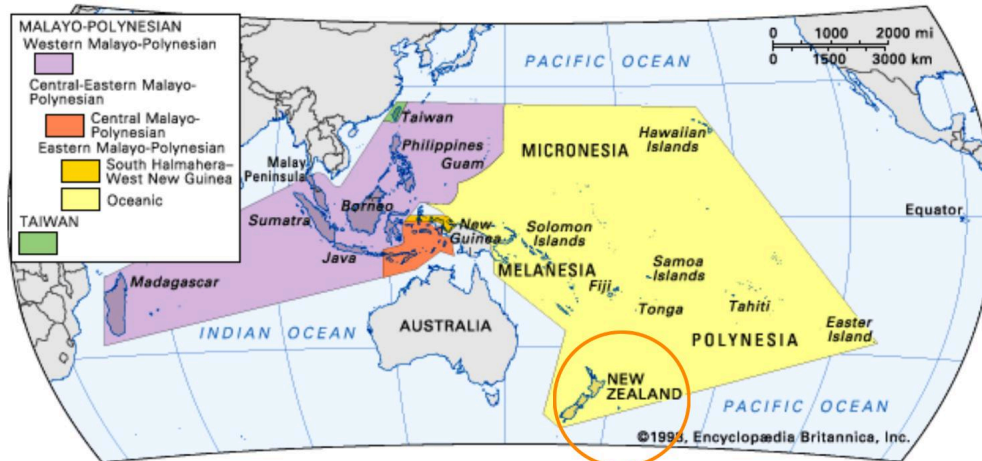 MALAYO-POLYNESIAN
Western Malayo-Polynesian
Central-Eastern Malayo-
Polynesian
Central Malayo-
Polynesian
Eastern Malayo-Polynesian
South Halmahera–
West New Guinea
Oceanic
TAIWAN
0 1000 2000 mi
0 1500 3000 km
PACIFIC OCEAN
Taiwan
Hawaiian
Islands
Philippines
MICRONESIA
Guam
Malay
Peninsula
Borneo
Equator
Sumatra
New
Guinea
Solomon
Islands
Java
MELANESIA
Samoa
Islands
Madagascar
Fiji
Tonga
Tahiti
Easter
Island
INDIAN OCEAN
AUSTRALIA
POLYNESIA
NEW
ZEALAND
PACIFIC OCEAN
©1998, Encyclopædia Britannica, Inc.